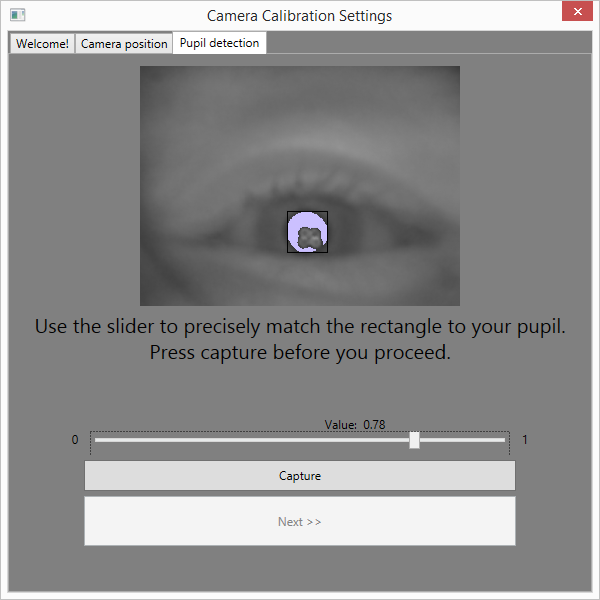 Camera Calibration Settings
Welcome! Camera position Pupil detection
Use the slider to precisely match the rectangle to your pupil.
Press capture before you proceed.
Value: 0.78
0 1
Capture
Next >>